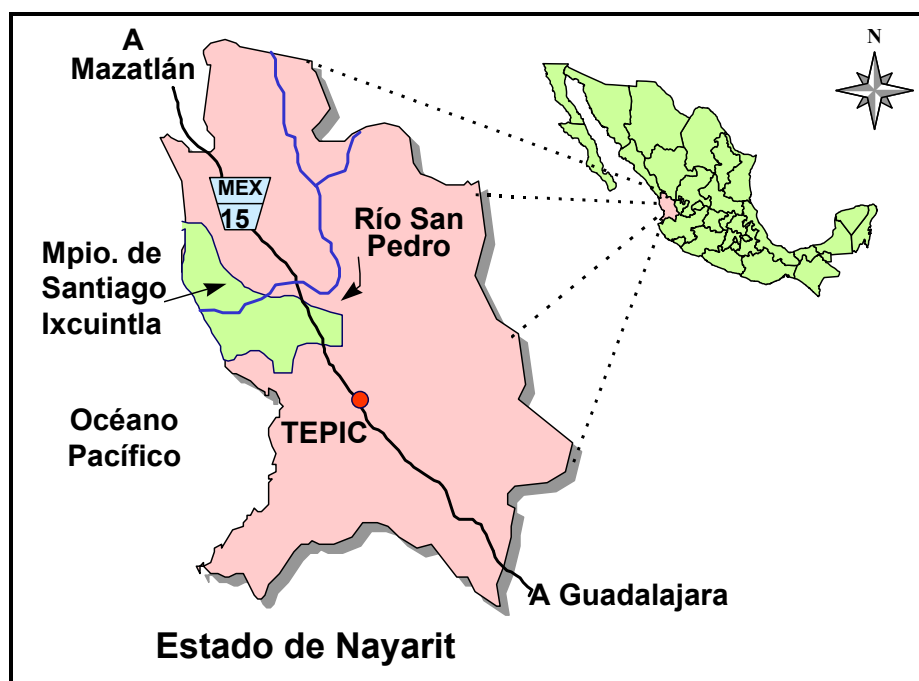 A
Mazatlán
N
MEX
15
Río San
Pedro
Mpio. de
Santiago
Ixcuintla
Océano
Pacífico
TEPIC
A Guadalajara
Estado de Nayarit